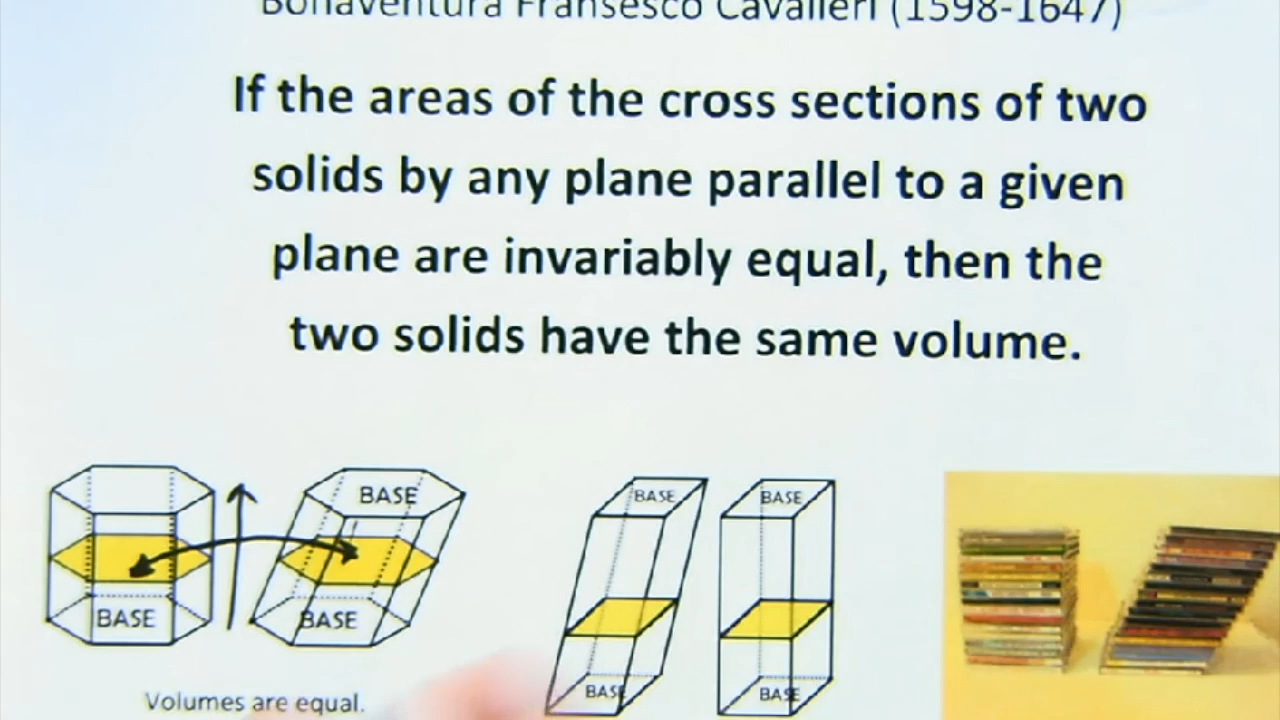 Bonaventura Fransesco Cavalieri (1598-1647)
If the areas of the cross sections of two
solids by any plane parallel to a given
plane are invariably equal, then the
two solids have the same volume.
BASE
BASE
BASE
BASE
BASE
BASE
BASE
Volumes are equal.